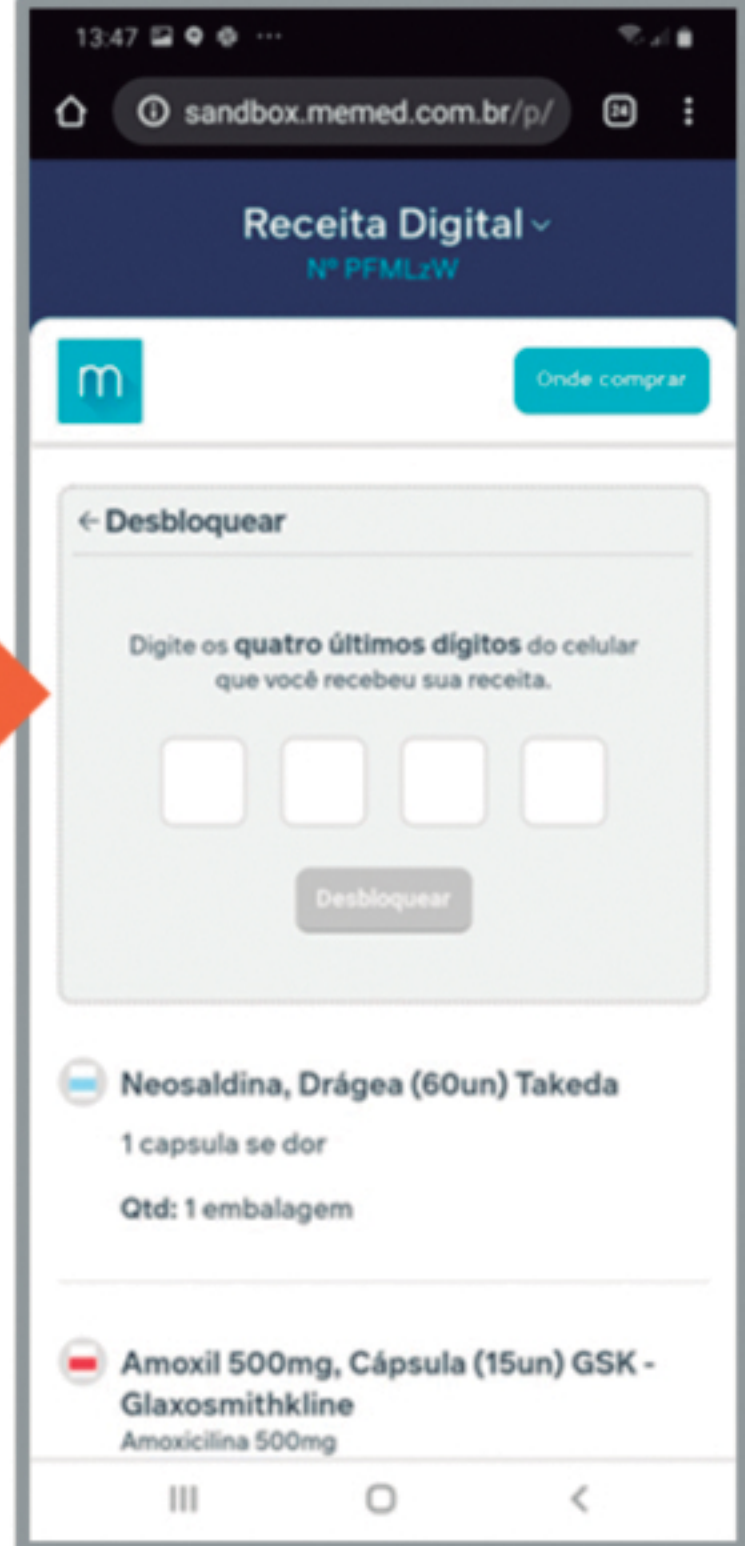 13:47
sandbox.memed.com.br/p/
24
Receita Digital
Nº PFMLzW
m
Onde comprar
Desbloquear
Digite os quatro últimos dígitos do celular
que você recebeu sua receita.
Desbloquear
Neosaldina, Drágea (60un) Takeda
1 capsula se dor
Qtd: 1 embalagem
Amoxil 500mg, Cápsula (15un) GSK -
Glaxosmithkline
Amoxicilina 500mg